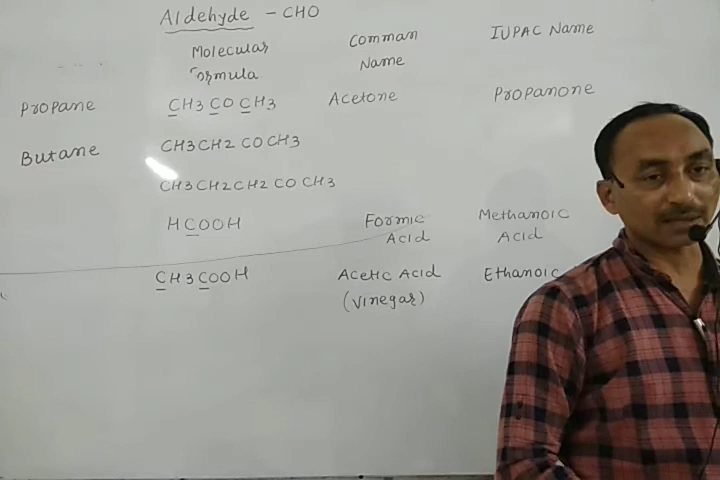 Aldehyde - CHO
Molecular Formula
Comman Name
IUPAC Name
Propane CH3COCH3 Acetone Propanone
Butane CH3CH2COCH3
CH3CH2CH2COCH3
HCOOH Formic Acid Methanoic Acid
CH3COOH Acetic Acid (Vinegar) Ethanoic